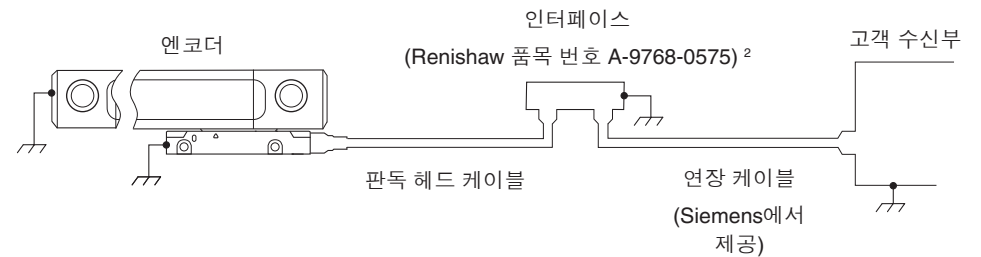 인터페이스
엔코더
(Renishaw 품목 번호 A-9768-0575) ²
고객 수신부
판독 헤드 케이블
연장 케이블
(Siemens에서
제공)